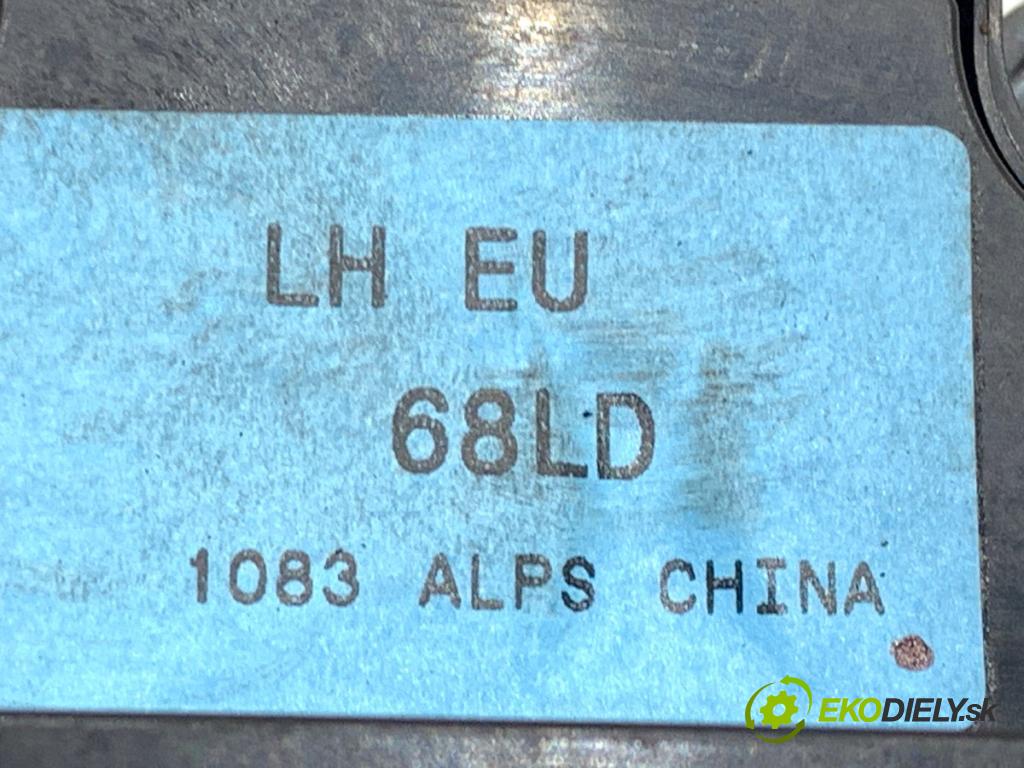 LH EU
68LD
1083 ALPS CHINA
EKODIELY.sk